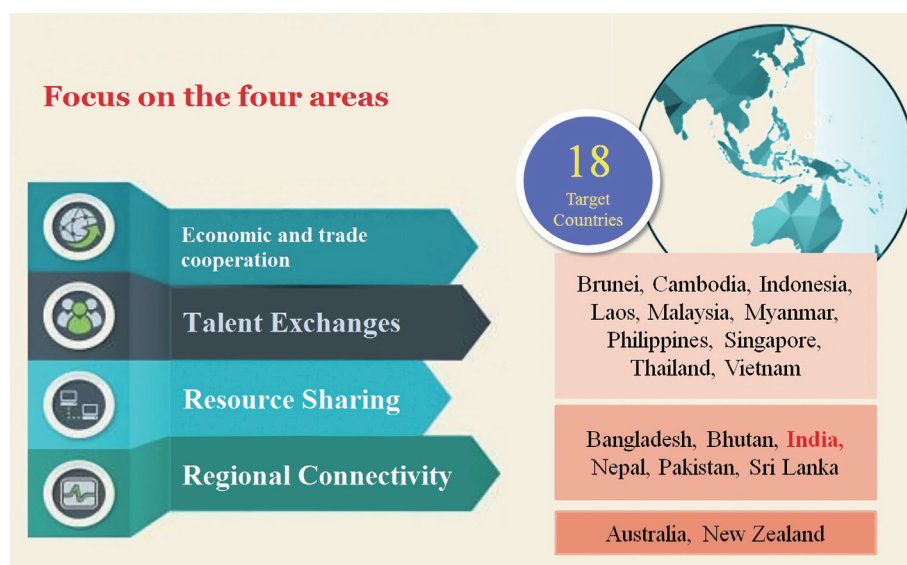 Focus on the four areas
Economic and trade
cooperation
Talent Exchanges
Resource Sharing
Regional Connectivity
18
Target
Countries
Brunei, Cambodia, Indonesia,
Laos, Malaysia, Myanmar,
Philippines, Singapore,
Thailand, Vietnam
Bangladesh, Bhutan, India,
Nepal, Pakistan, Sri Lanka
Australia, New Zealand